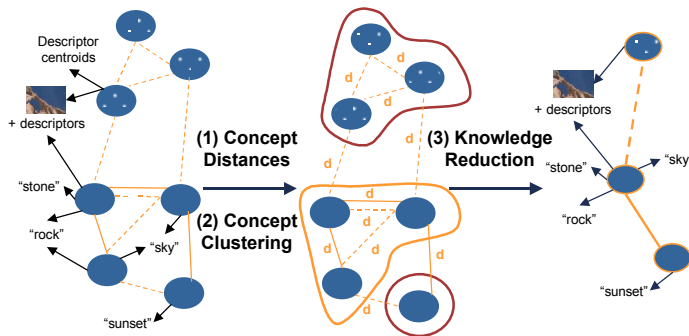 Descriptor
centroids
+ descriptors
“stone”
“rock”
“sky”
“sunset”
(1) Concept
Distances
(2) Concept
Clustering
d
d
d
d
d
d
d
d
d
d
d
d
(3) Knowledge
Reduction
+ descriptors
“stone”
“sky”
“rock”
“sunset”